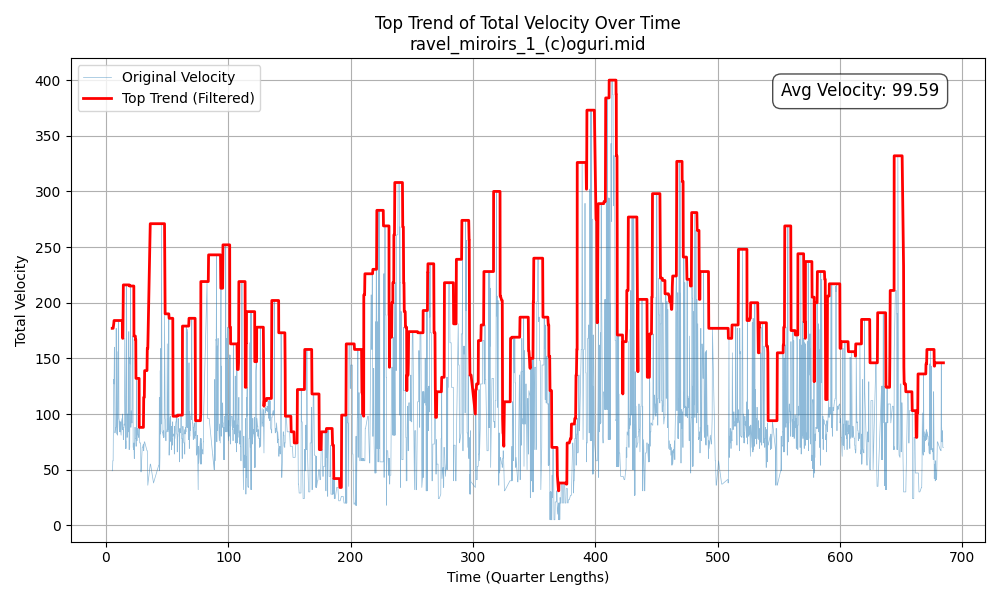 Top Trend of Total Velocity Over Time
ravel_miroirs_1_(c)oguri.mid
Original Velocity
Top Trend (Filtered)
Avg Velocity: 99.59
Total Velocity
400
350
300
250
200
150
100
50
0
0 100 200 300 400 500 600 700
Time (Quarter Lengths)